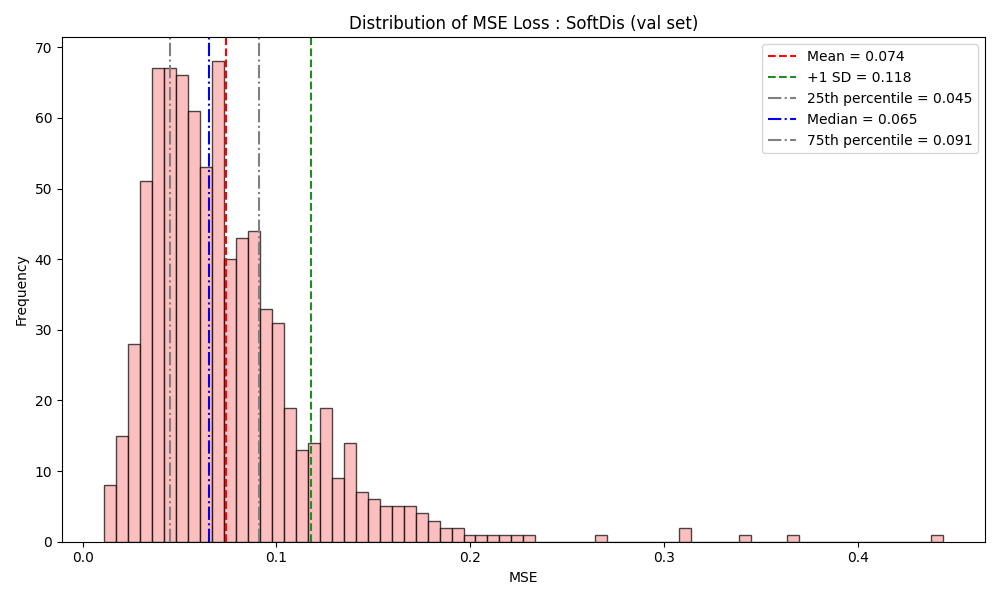 Distribution of MSE Loss : SoftDis (val set)
Mean = 0.074
+1 SD = 0.118
25th percentile = 0.045
Median = 0.065
75th percentile = 0.091
Frequency
70
60
50
40
30
20
10
0
0.0 0.1 0.2 0.3 0.4
MSE